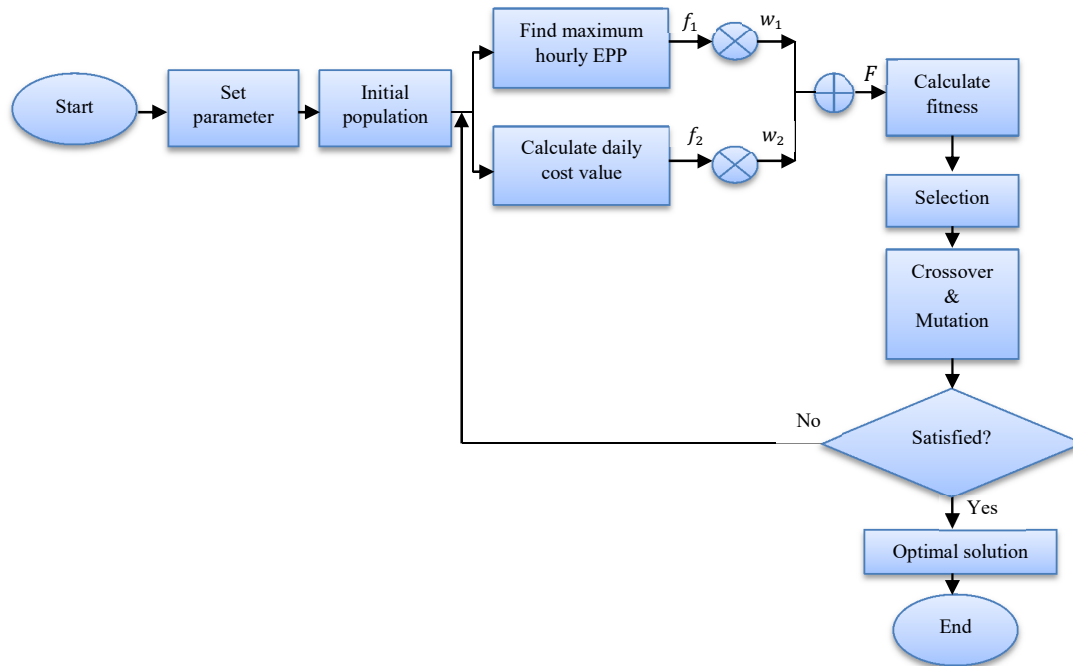 Start
Set
parameter
Initial
population
Find maximum
hourly EPP
f₁
w₁
Calculate daily
cost value
f₂
w₂
F
Calculate
fitness
Selection
Crossover
&
Mutation
Satisfied?
No
Yes
Optimal solution
End